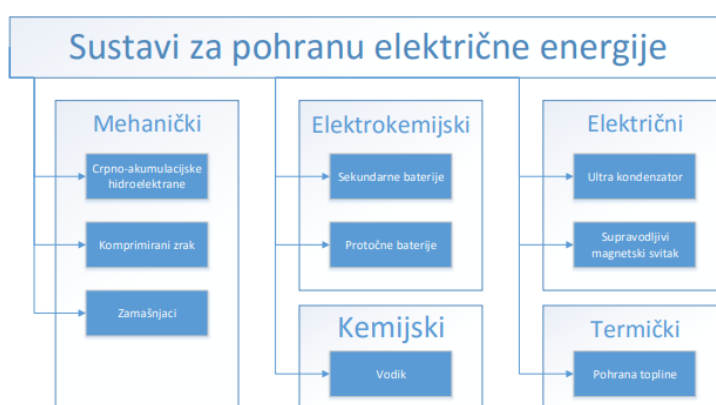 Sustavi za pohranu električne energije
Mehanički
Crpno-akumulacijske
hidroelektrane
Komprimirani zrak
Zamašnjaci
Elektrokemijski
Sekundarne baterije
Protočne baterije
Kemijski
Vodik
Električni
Ultra kondenzator
Supravodljivi
magnetski svitak
Termički
Pohrana topline